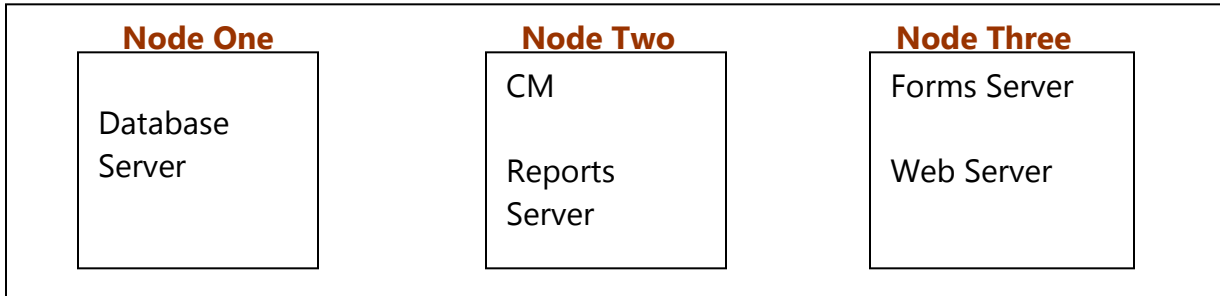 Node One
Database
Server
Node Two
CM
Reports
Server
Node Three
Forms Server
Web Server